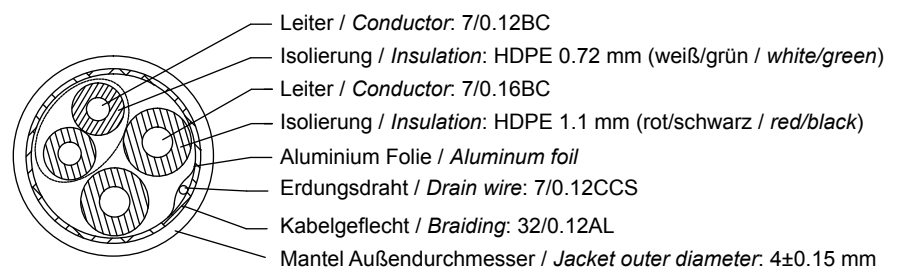 Leiter / Conductor: 7/0.12BC
Isolierung / Insulation: HDPE 0.72 mm (weiß/grün / white/green)
Leiter / Conductor: 7/0.16BC
Isolierung / Insulation: HDPE 1.1 mm (rot/schwarz / red/black)
Aluminium Folie / Aluminum foil
Erdungsdraht / Drain wire: 7/0.12CCS
Kabelgeflecht / Braiding: 32/0.12AL
Mantel Außendurchmesser / Jacket outer diameter: 4±0.15 mm